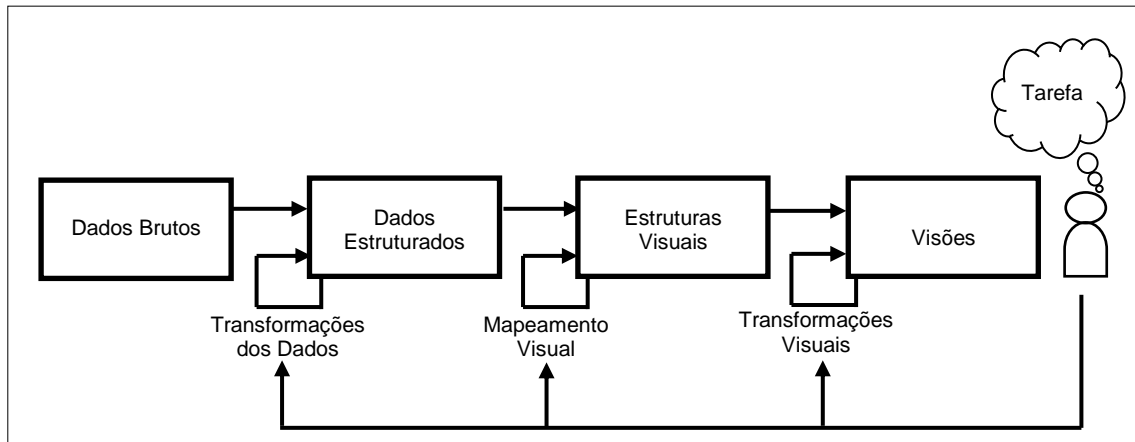 Tarefa
Dados Brutos
Dados
Estruturados
Estruturas
Visuais
Visões
Transformações
dos Dados
Mapeamento
Visual
Transformações
Visuais